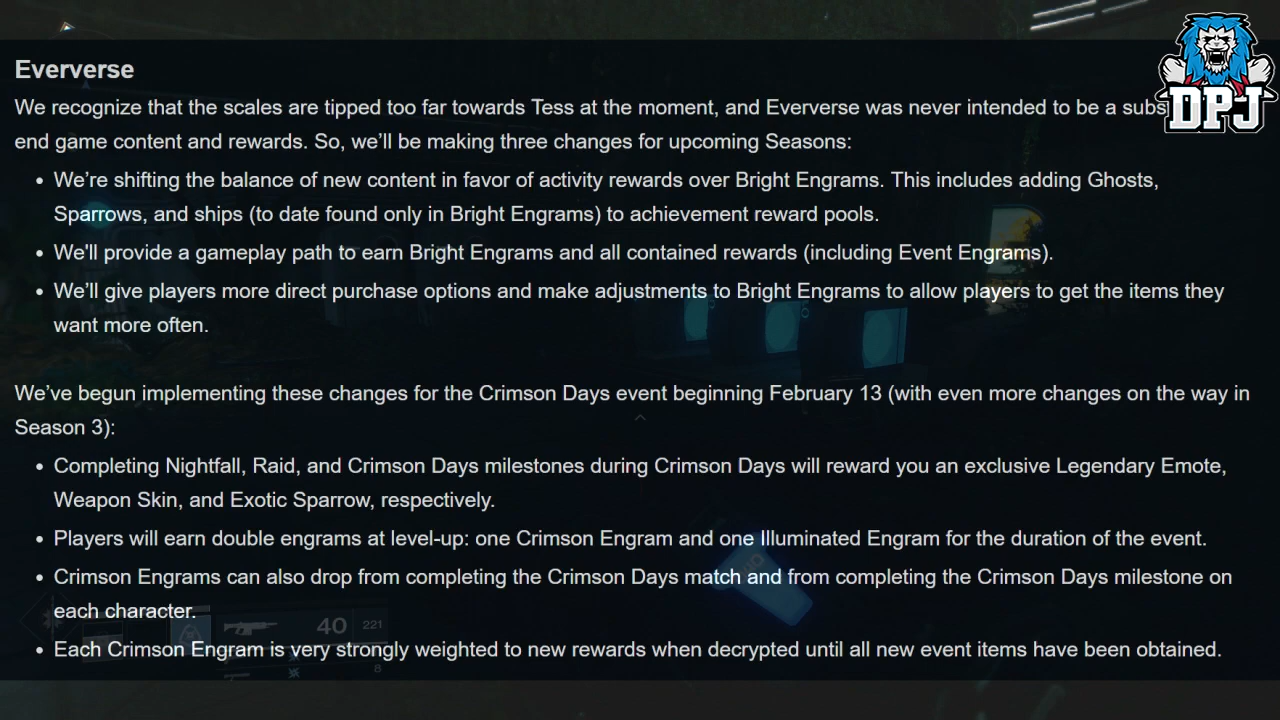 Eververse
We recognize that the scales are tipped too far towards Tess at the moment, and Eververse was never intended to be a
end game content and rewards. So, we'll be making three changes for upcoming Seasons:
• We're shifting the balance of new content in favor of activity rewards over Bright Engrams. This includes adding Ghosts,
Sparrows, and ships (to date found only in Bright Engrams) to achievement reward pools.
• We'll provide a gameplay path to earn Bright Engrams and all contained rewards (including Event Engrams).
• We'll give players more direct purchase options and make adjustments to Bright Engrams to allow players to get the items they
want more often.
We've begun implementing these changes for the Crimson Days event beginning February 13 (with even more changes on the way in
Season 3):
• Completing Nightfall, Raid, and Crimson Days milestones during Crimson Days will reward you an exclusive Legendary Emote,
Weapon Skin, and Exotic Sparrow, respectively.
• Players will earn double engrams at level-up: one Crimson Engram and one Illuminated Engram for the duration of the event.
• Crimson Engrams can also drop from completing the Crimson Days match and from completing the Crimson Days milestone on
each character.
• Each Crimson Engram is very strongly weighted to new rewards when decrypted until all new event items have been obtained.
DPJ
40 221
8